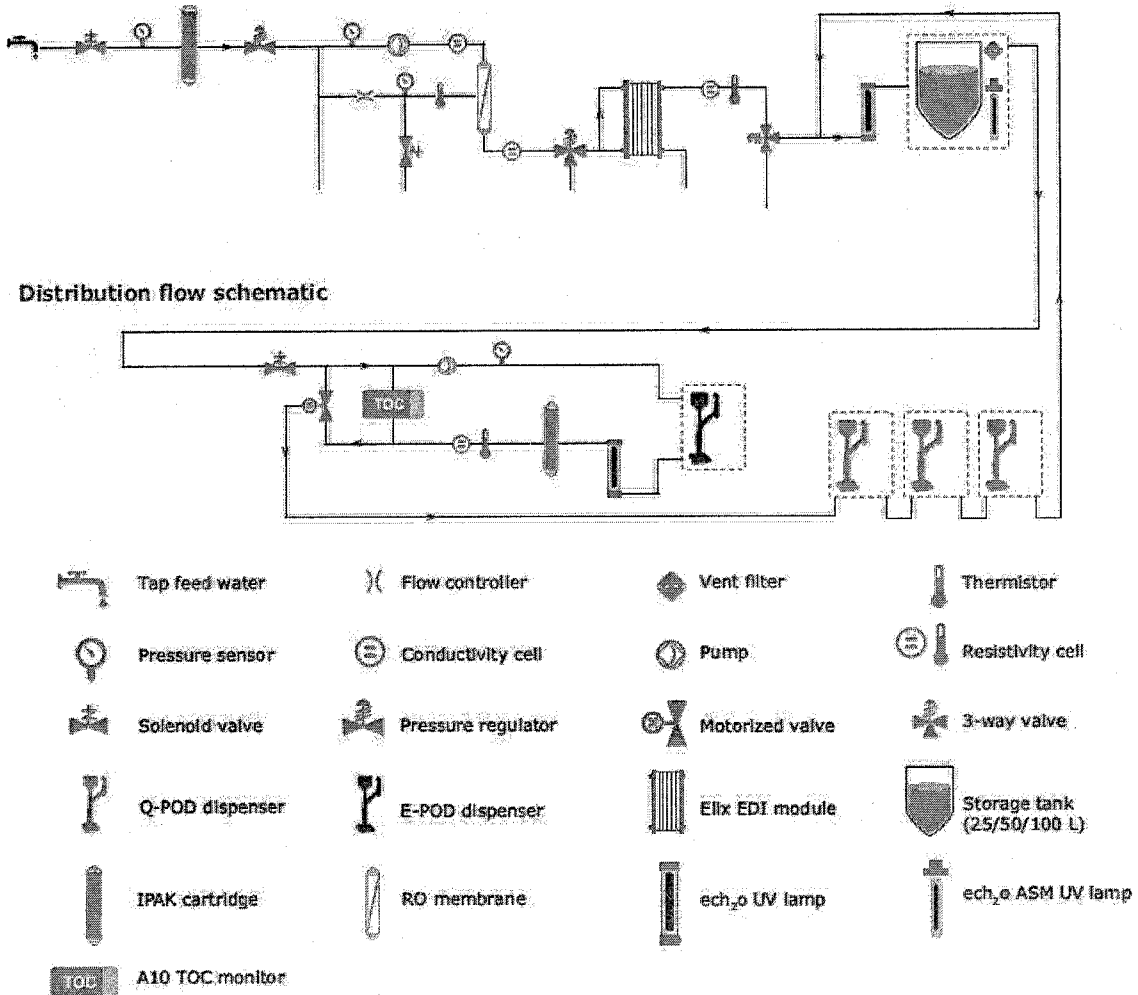 Distribution flow schematic
TOC
Tap feed water
Flow controller
Vent filter
Thermistor
Pressure sensor
Conductivity cell
Pump
Resistivity cell
Solenoid valve
Pressure regulator
Motorized valve
3-way valve
Q-POD dispenser
E-POD dispenser
Elix EDI module
Storage tank
(25/50/100 L)
IPAK cartridge
RO membrane
ech₂o UV lamp
ech₂o ASM UV lamp
TOC
A10 TOC monitor